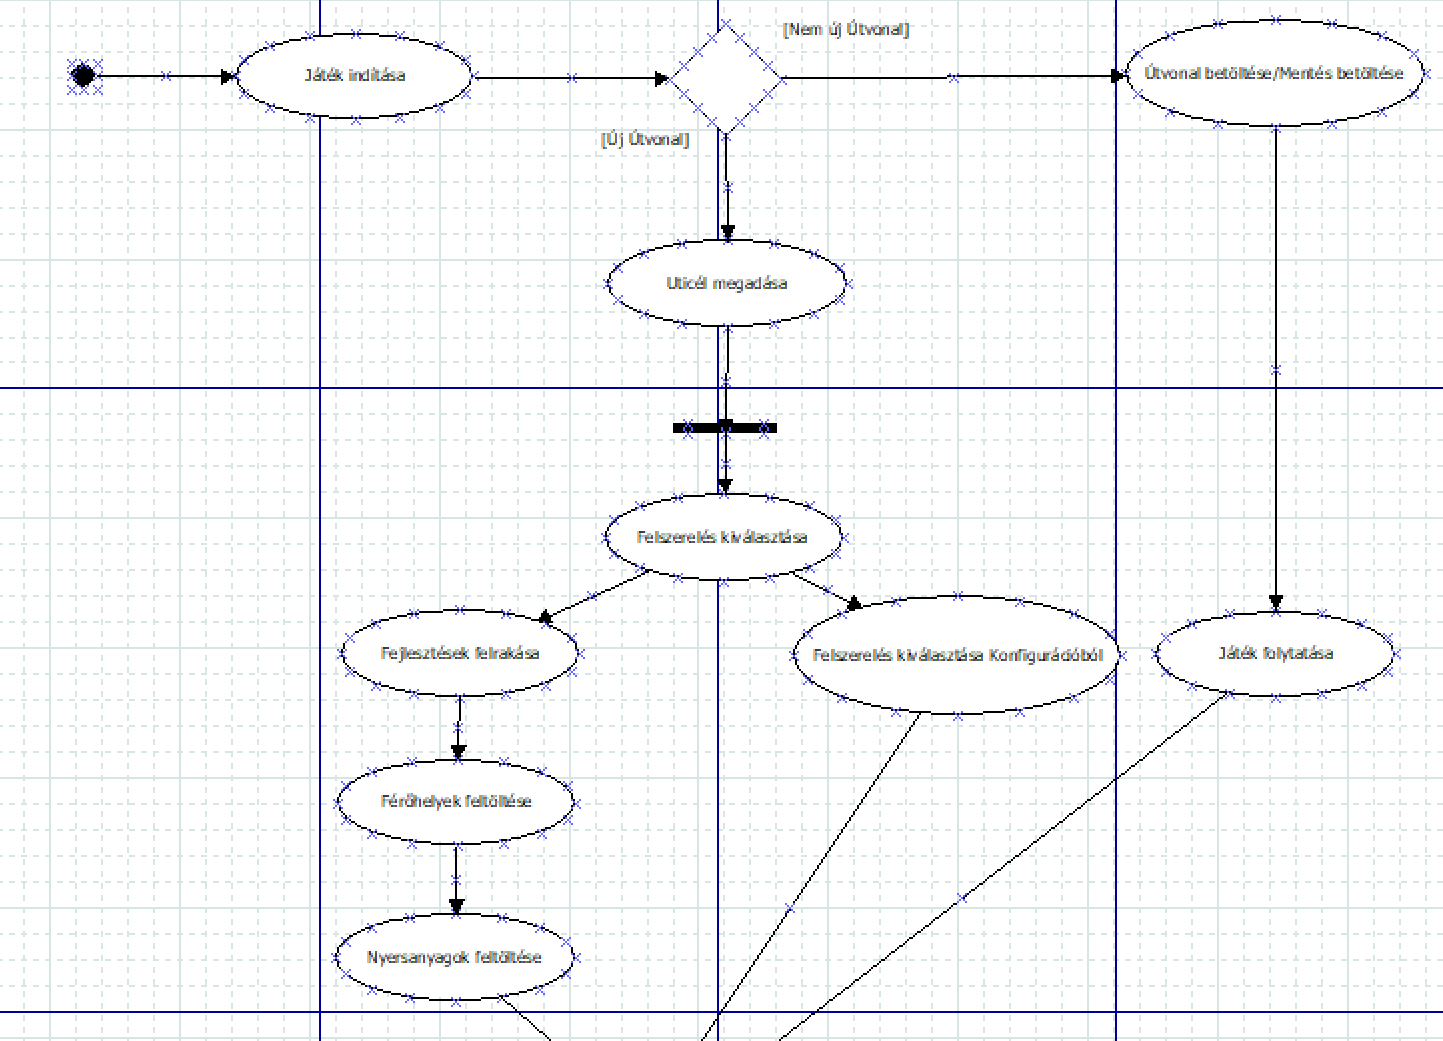 [Nem új Útvonal]
Játék indítása
Útvonal betöltése/Mentés betöltése
[Új Útvonal]
Uticél megadása
Felszerelés kiválasztása
Fejlesztések felrakása
Felszerelés kiválasztása Konfigurációból
Játék folytatása
Férőhelyek feltöltése
Nyersanyagok feltöltése